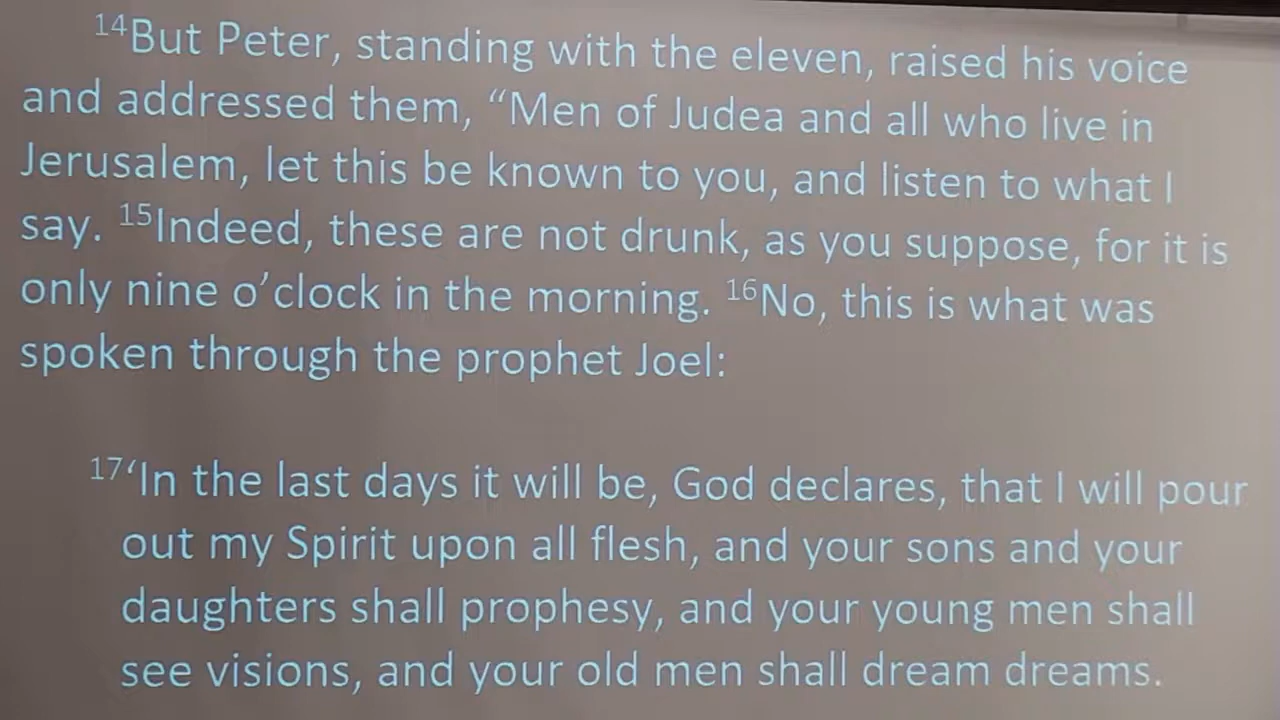 14But Peter, standing with the eleven, raised his voice
and addressed them, “Men of Judea and all who live in
Jerusalem, let this be known to you, and listen to what I
say. 15Indeed, these are not drunk, as you suppose, for it is
only nine o’clock in the morning. 16No, this is what was
spoken through the prophet Joel:
17‘In the last days it will be, God declares, that I will pour
out my Spirit upon all flesh, and your sons and your
daughters shall prophesy, and your young men shall
see visions, and your old men shall dream dreams.